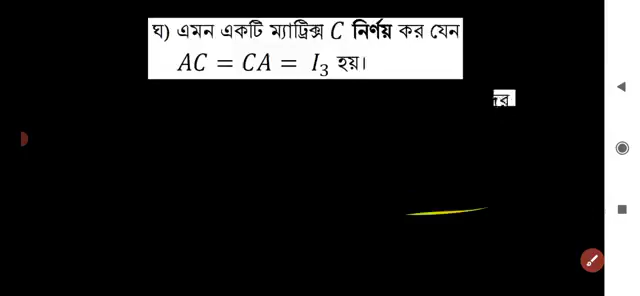 ঘ) এমন একটি ম্যাট্রিক্স C নির্ণয় কর যেন
AC = CA = I₃ হয়।